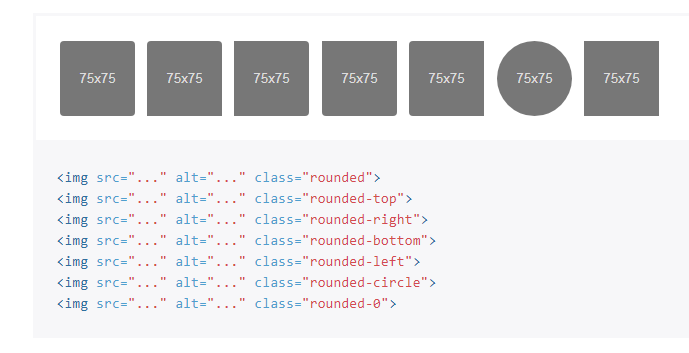 75x75 75x75 75x75 75x75 75x75 75x75 75x75
<img src="..." alt="..." class="rounded">
<img src="..." alt="..." class="rounded-top">
<img src="..." alt="..." class="rounded-right">
<img src="..." alt="..." class="rounded-bottom">
<img src="..." alt="..." class="rounded-left">
<img src="..." alt="..." class="rounded-circle">
<img src="..." alt="..." class="rounded-0">